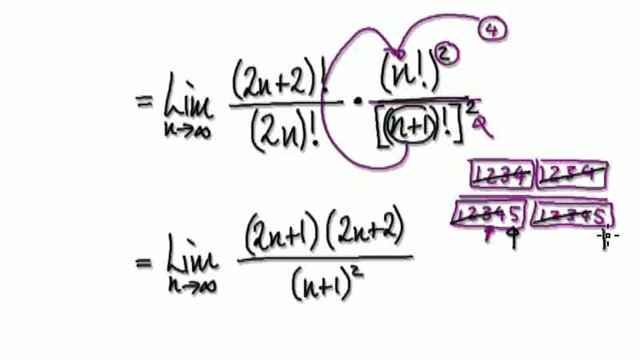 4
= Lim n→∞ (2n+2)! / (2n)! · (n!)² / [(n+1)!]²
1234 1234
12345 12345
= Lim n→∞ (2n+1)(2n+2) / (n+1)²